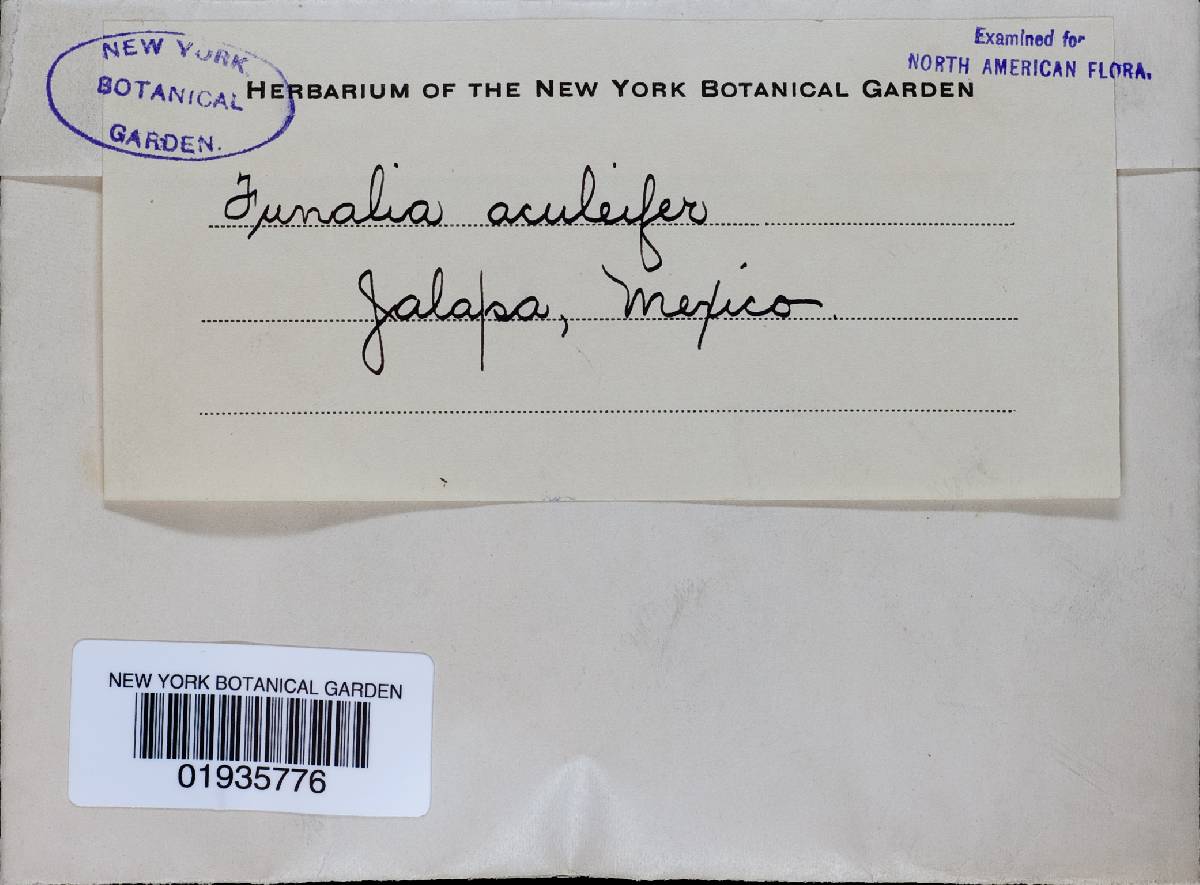 NEW YORK
BOTANICAL
GARDEN.
Examined for
NORTH AMERICAN FLORA.
HERBARIUM OF THE NEW YORK BOTANICAL GARDEN
Funalia aculeifer
Jalapa, Mexico.
NEW YORK BOTANICAL GARDEN
01935776